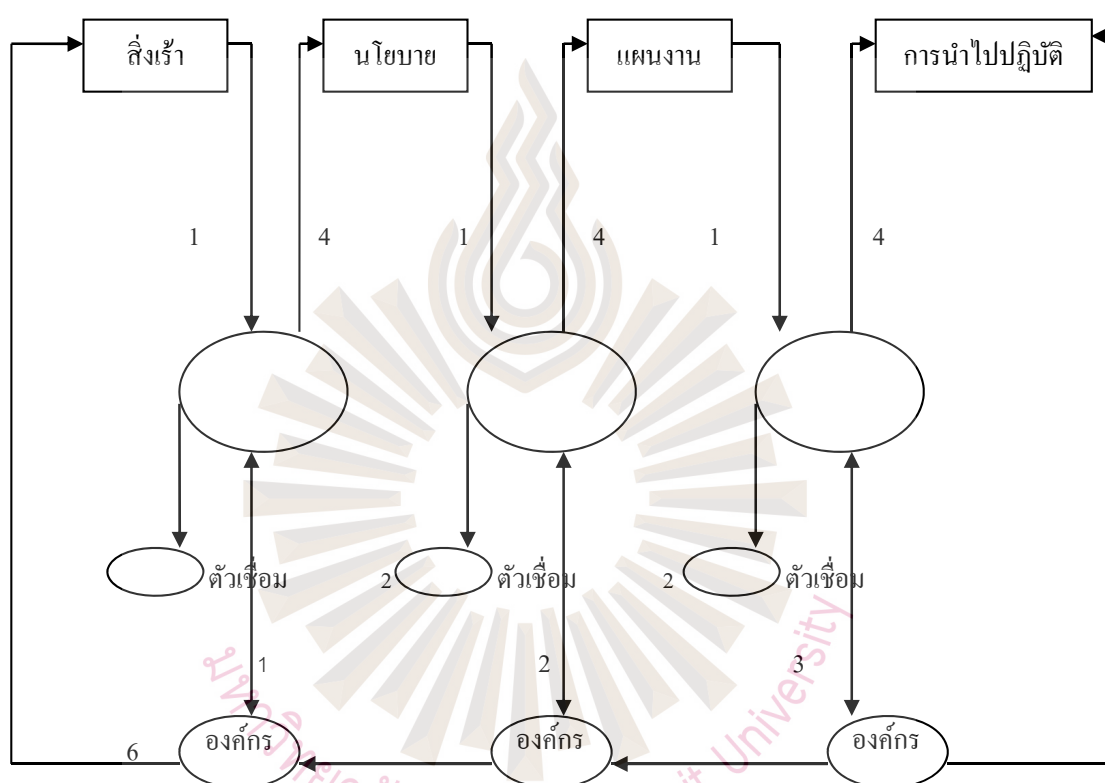 สิ่งเร้า นโยบาย แผนงาน การนำไปปฏิบัติ
1 4 1 4 1 4
ตัวเชื่อม 2 ตัวเชื่อม 2 ตัวเชื่อม
1 2 3
องค์กร องค์กร องค์กร
6
University